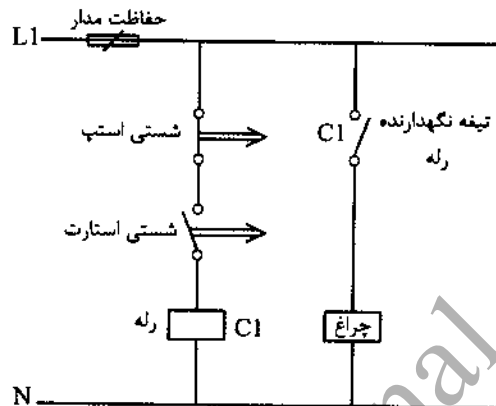 حفاظت مدار
L1
شستی استپ
C1
تیغه نگهدارنده
رله
شستی استارت
رله
C1
چراغ
N